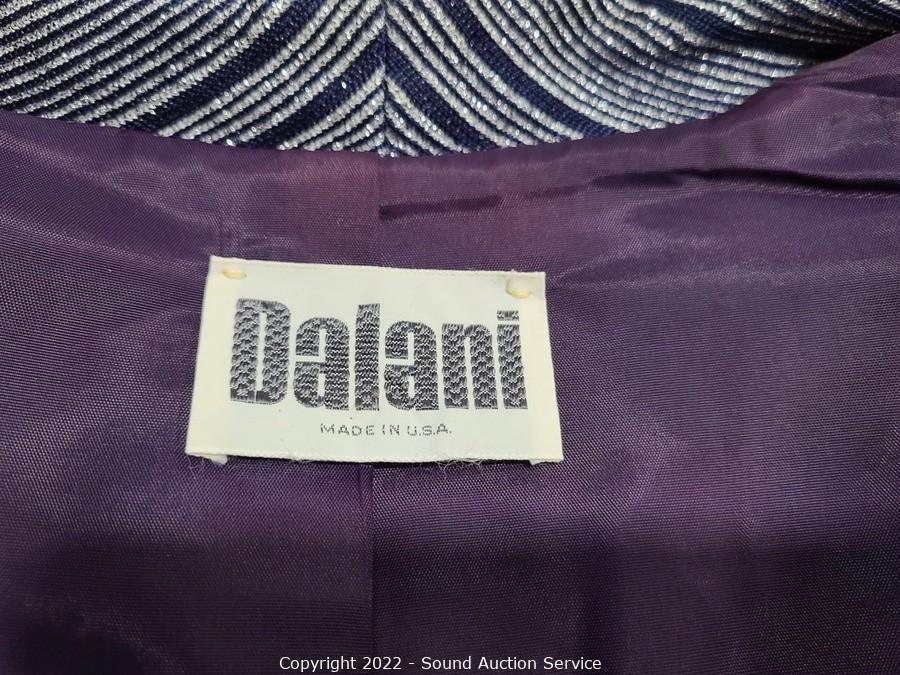 Dalani
MADE IN U.S.A.
Copyright 2022 - Sound Auction Service